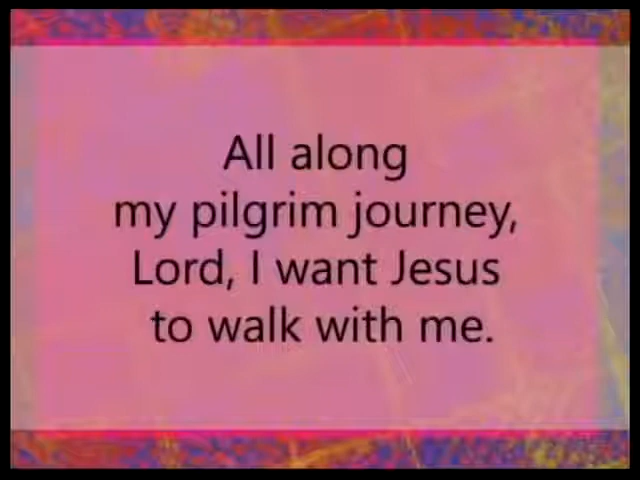 All along
my pilgrim journey,
Lord, I want Jesus
to walk with me.